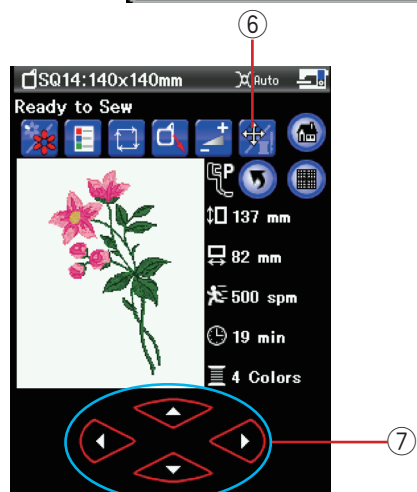 ⑥
SQ14:140x140mm Auto
Ready to Sew
P
137 mm
82 mm
500 spm
19 min
4 Colors
⑦